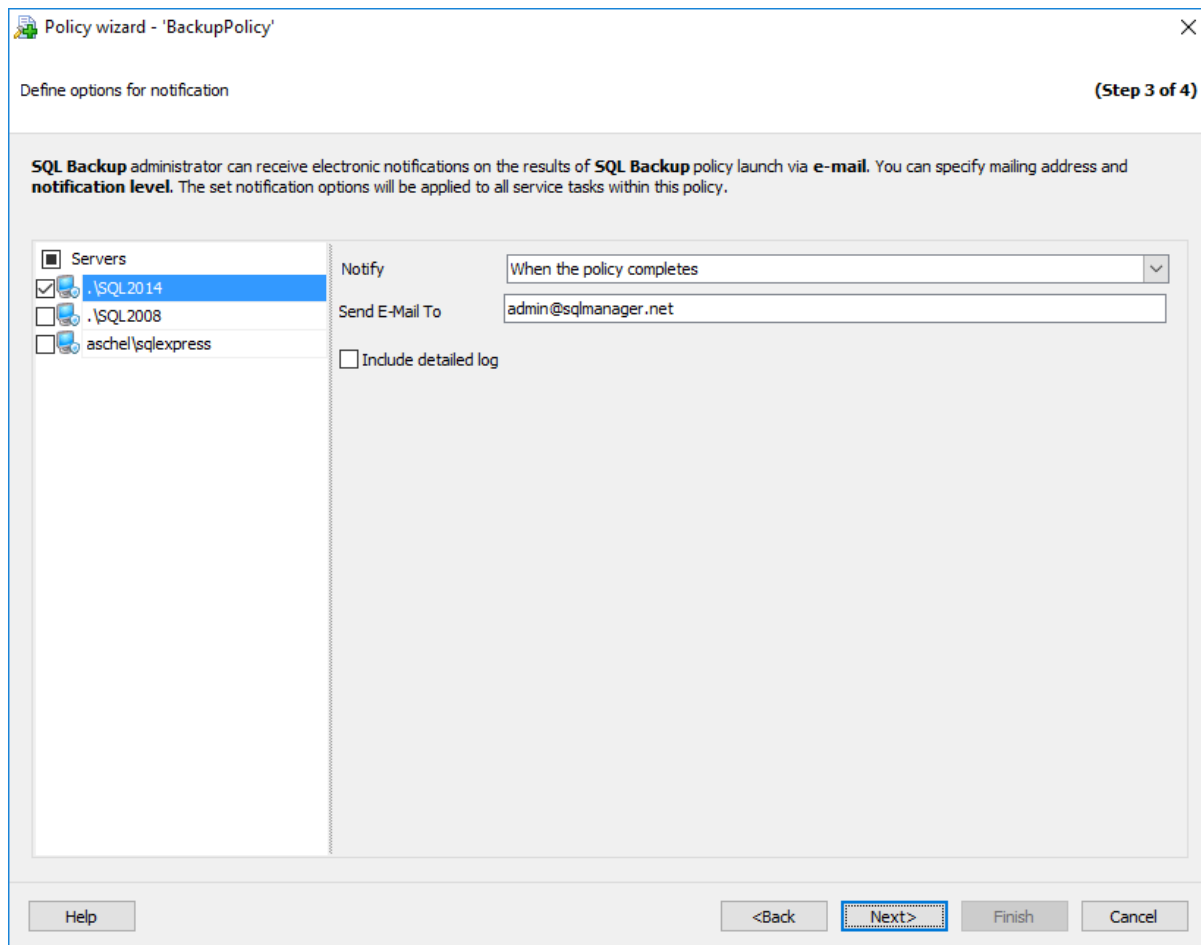 Policy wizard - 'BackupPolicy'
Define options for notification
(Step 3 of 4)
SQL Backup administrator can receive electronic notifications on the results of SQL Backup policy launch via e-mail. You can specify mailing address and
notification level. The set notification options will be applied to all service tasks within this policy.
Servers
.\SQL2014
.\SQL2008
aschel\sqlexpress
Notify
When the policy completes
Send E-Mail To
admin@sqlmanager.net
Include detailed log
Help
<Back
Next>
Finish
Cancel